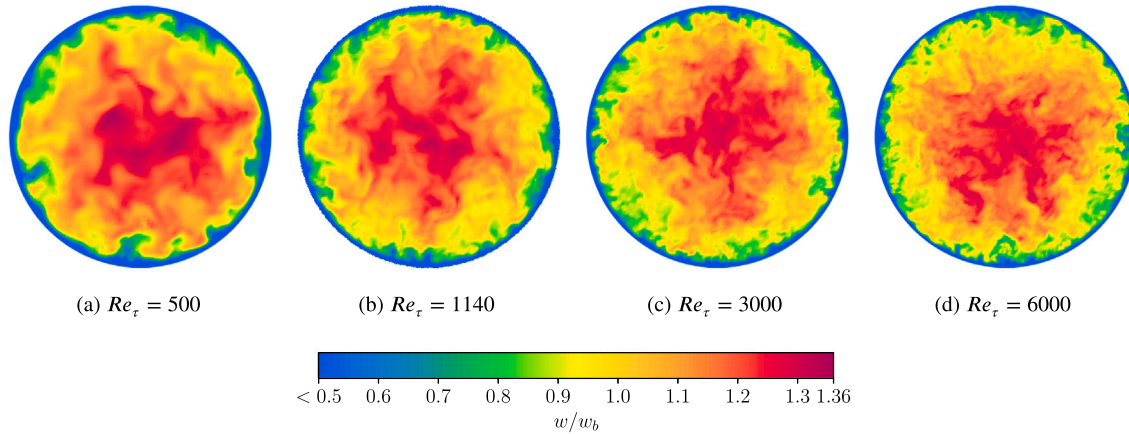 (a) Reτ = 500
(b) Reτ = 1140
(c) Reτ = 3000
(d) Reτ = 6000
< 0.5 0.6 0.7 0.8 0.9 1.0 1.1 1.2 1.3 1.36
w/wb